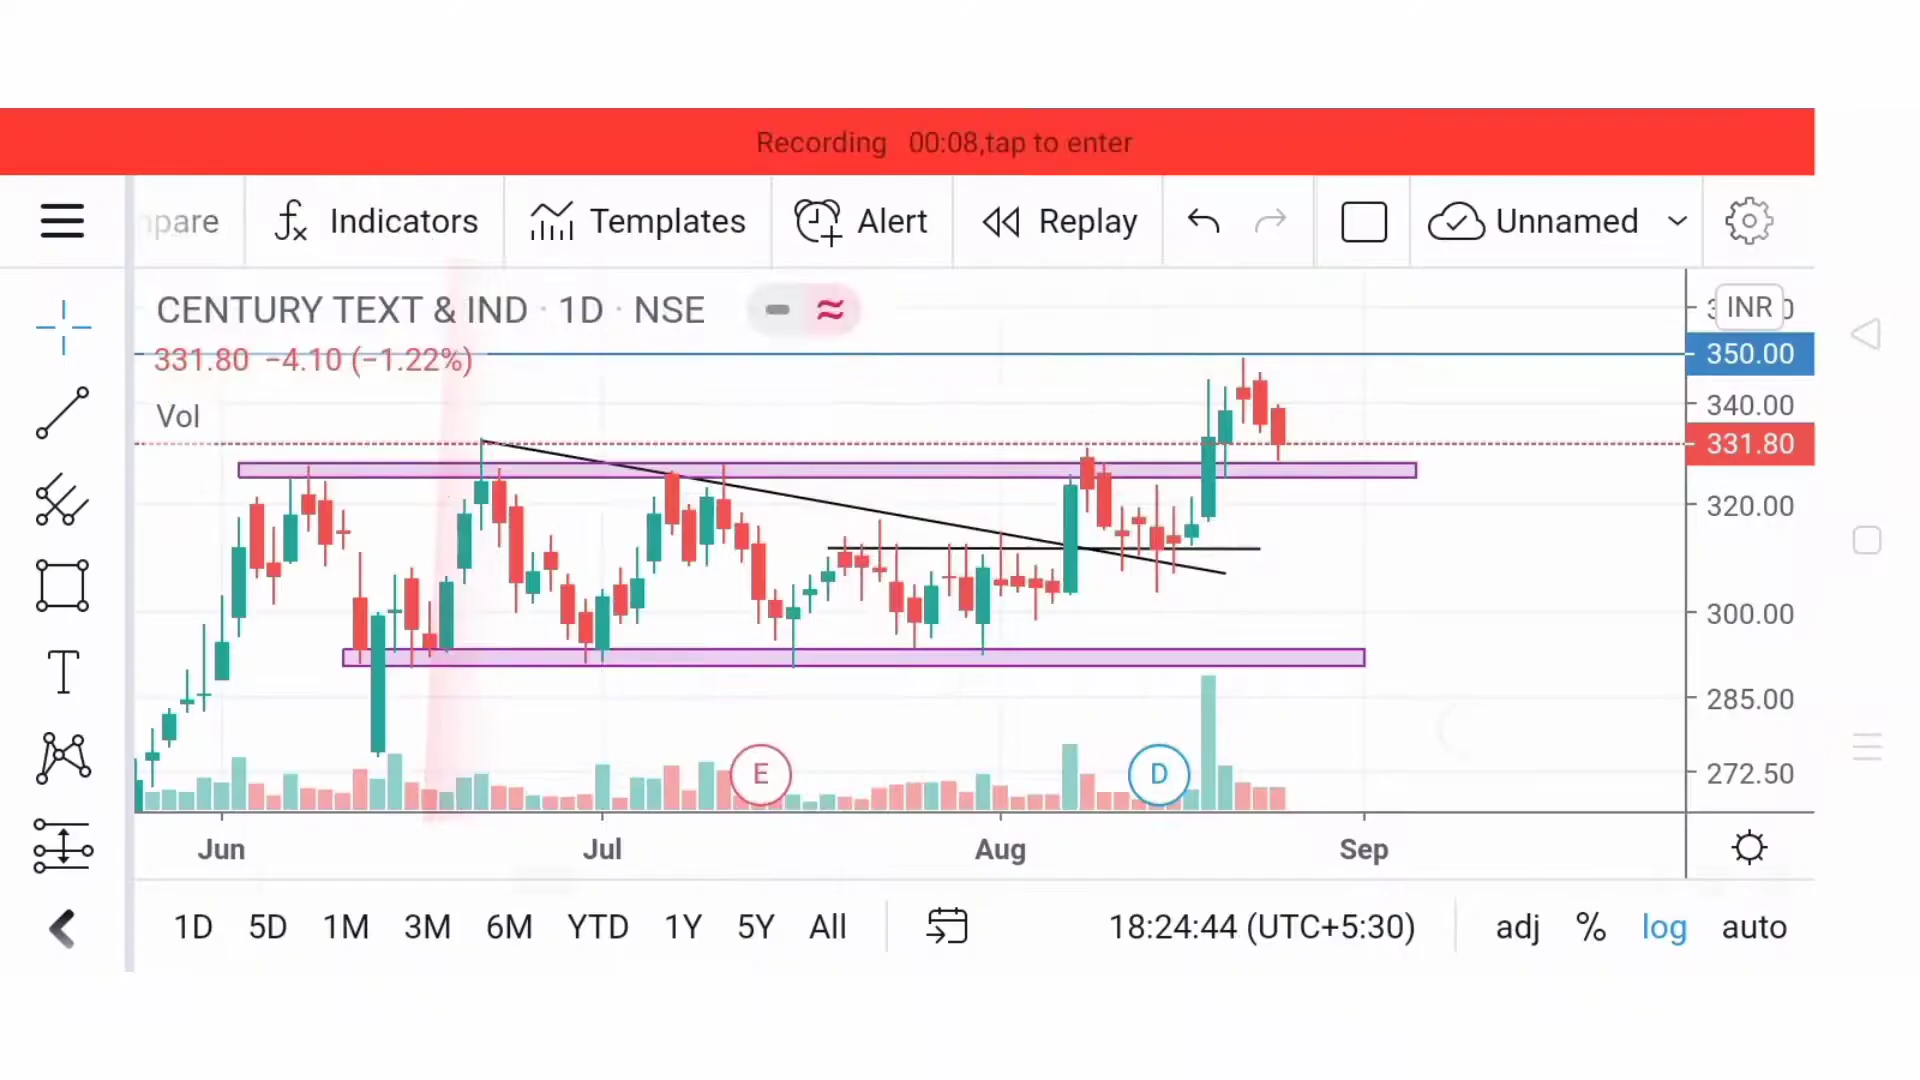 Recording 00:08,tap to enter
Indicators Templates Alert Replay Unnamed
CENTURY TEXT & IND · 1D · NSE
INR
331.80 −4.10 (−1.22%)
350.00
Vol
340.00
331.80
320.00
300.00
285.00
E D 272.50
Jun Jul Aug Sep
1D 5D 1M 3M 6M YTD 1Y 5Y All 18:24:44 (UTC+5:30) adj % log auto